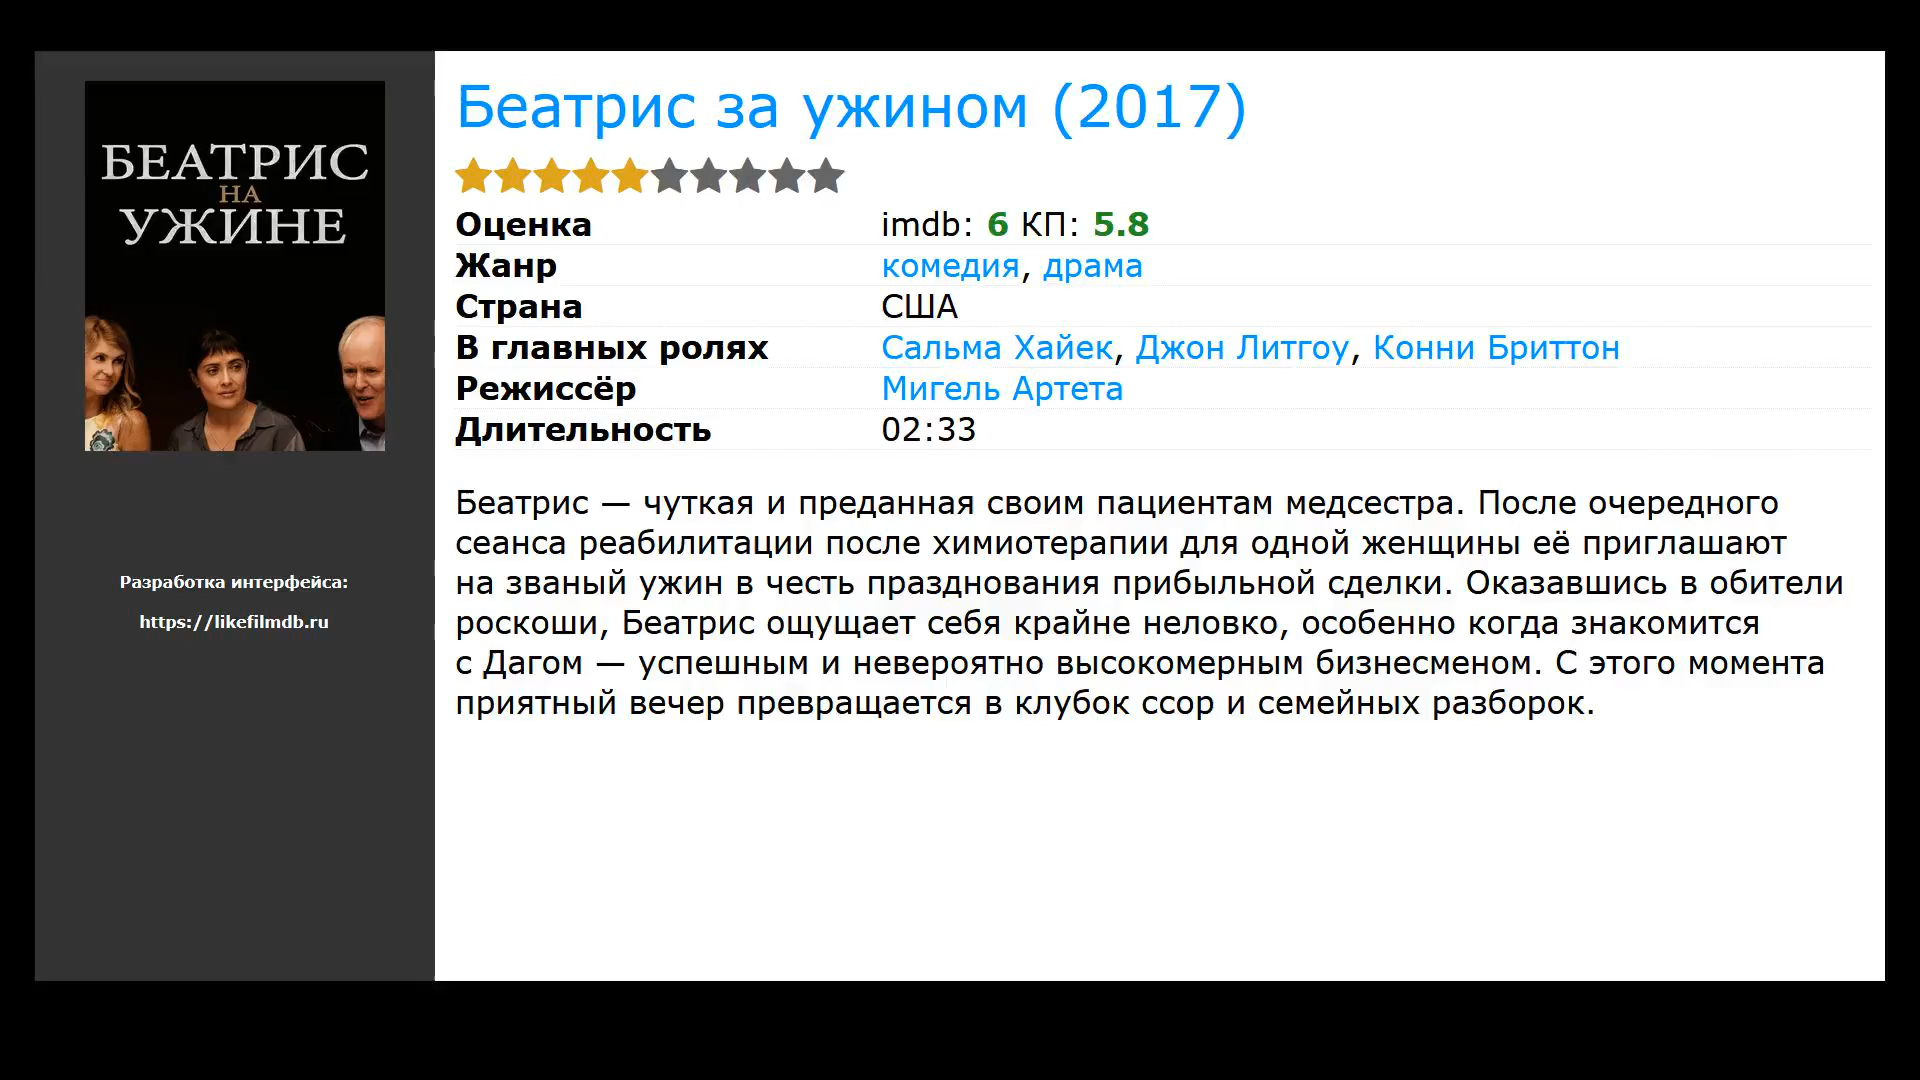 БЕАТРИС
НА
УЖИНЕ
Разработка интерфейса:
https://likefilmdb.ru
Беатрис за ужином (2017)
Оценка imdb: 6 КП: 5.8
Жанр комедия, драма
Страна США
В главных ролях Сальма Хайек, Джон Литгоу, Конни Бриттон
Режиссёр Мигель Артета
Длительность 02:33
Беатрис — чуткая и преданная своим пациентам медсестра. После очередного
сеанса реабилитации после химиотерапии для одной женщины её приглашают
на званый ужин в честь празднования прибыльной сделки. Оказавшись в обители
роскоши, Беатрис ощущает себя крайне неловко, особенно когда знакомится
с Дагом — успешным и невероятно высокомерным бизнесменом. С этого момента
приятный вечер превращается в клубок ссор и семейных разборок.